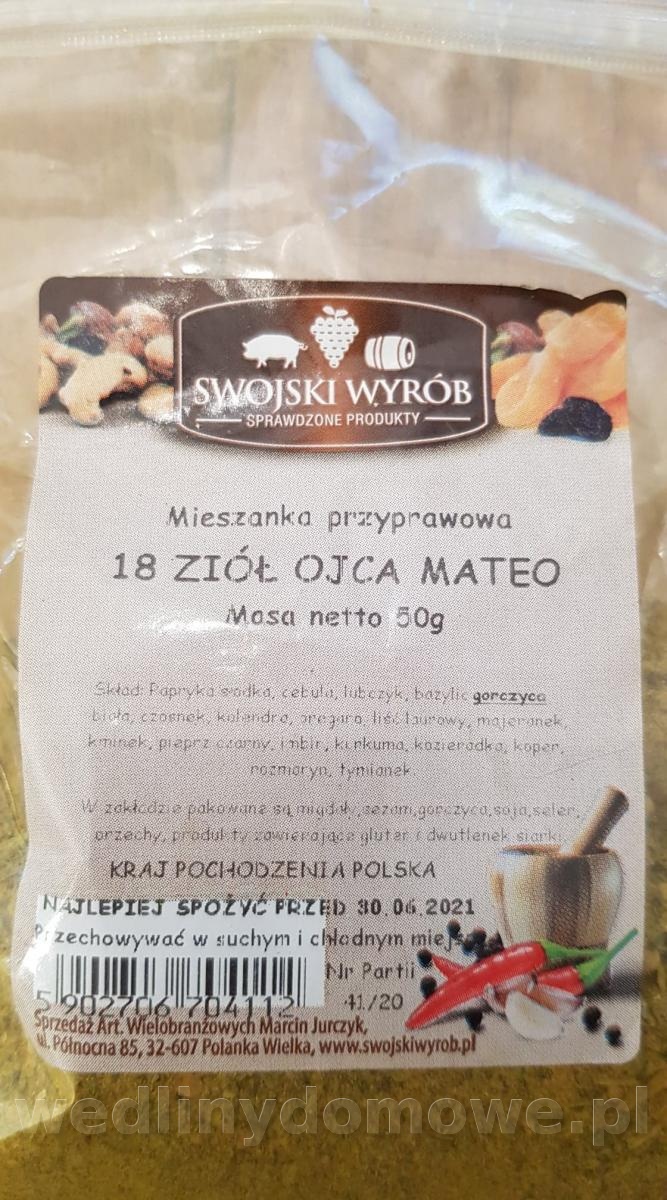 SWOJSKI WYRÓB
SPRAWDZONE PRODUKTY
Mieszanka przyprawowa
18 ZIÓŁ OJCA MATEO
Masa netto 50g
Skład: Papryka słodka, cebula, lubczyk, bazylia gorczyca
biała, czosnek, kolendra, oregano, liść laurowy, majeranek,
kminek, pieprz czarny, imbir, kurkuma, kozieradka, koper,
rozmaryn, tymianek.
W zakładzie pakowane są migdały, sezam, gorczyca, soja, seler,
orzechy, produkty zawierające gluten i dwutlenek siarki.
KRAJ POCHODZENIA POLSKA
NAJLEPIEJ SPOŻYĆ PRZED 30.06.2021
Przechowywać w suchym i chłodnym
Nr Partii
5 902706 704112
41/20
Sprzedaż Art. Wielobranżowych Marcin Jurczyk,
ul. Północna 85, 32-607 Polanka Wielka, www.swojskiwyrob.pl
wedlinydomowe.pl